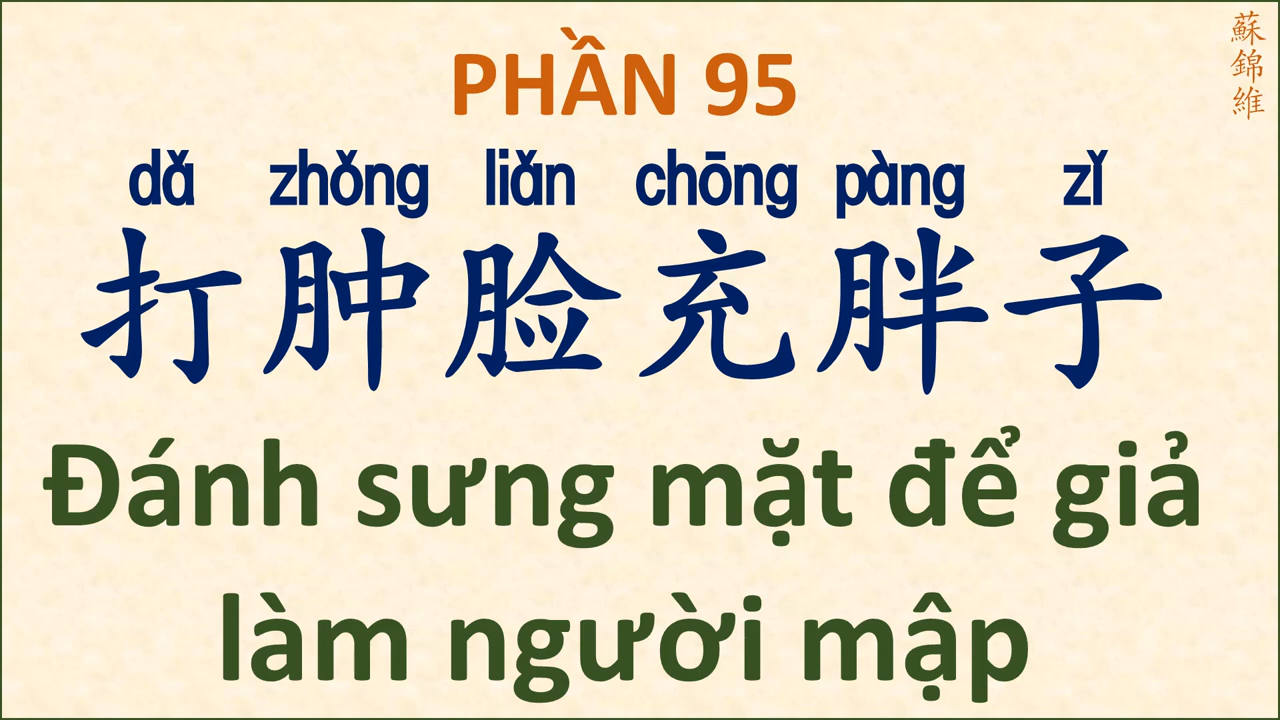 PHẦN 95
dǎ zhǒng liǎn chōng pàng zǐ
打肿脸充胖子
Đánh sưng mặt để giả
làm người mập
蘇錦維